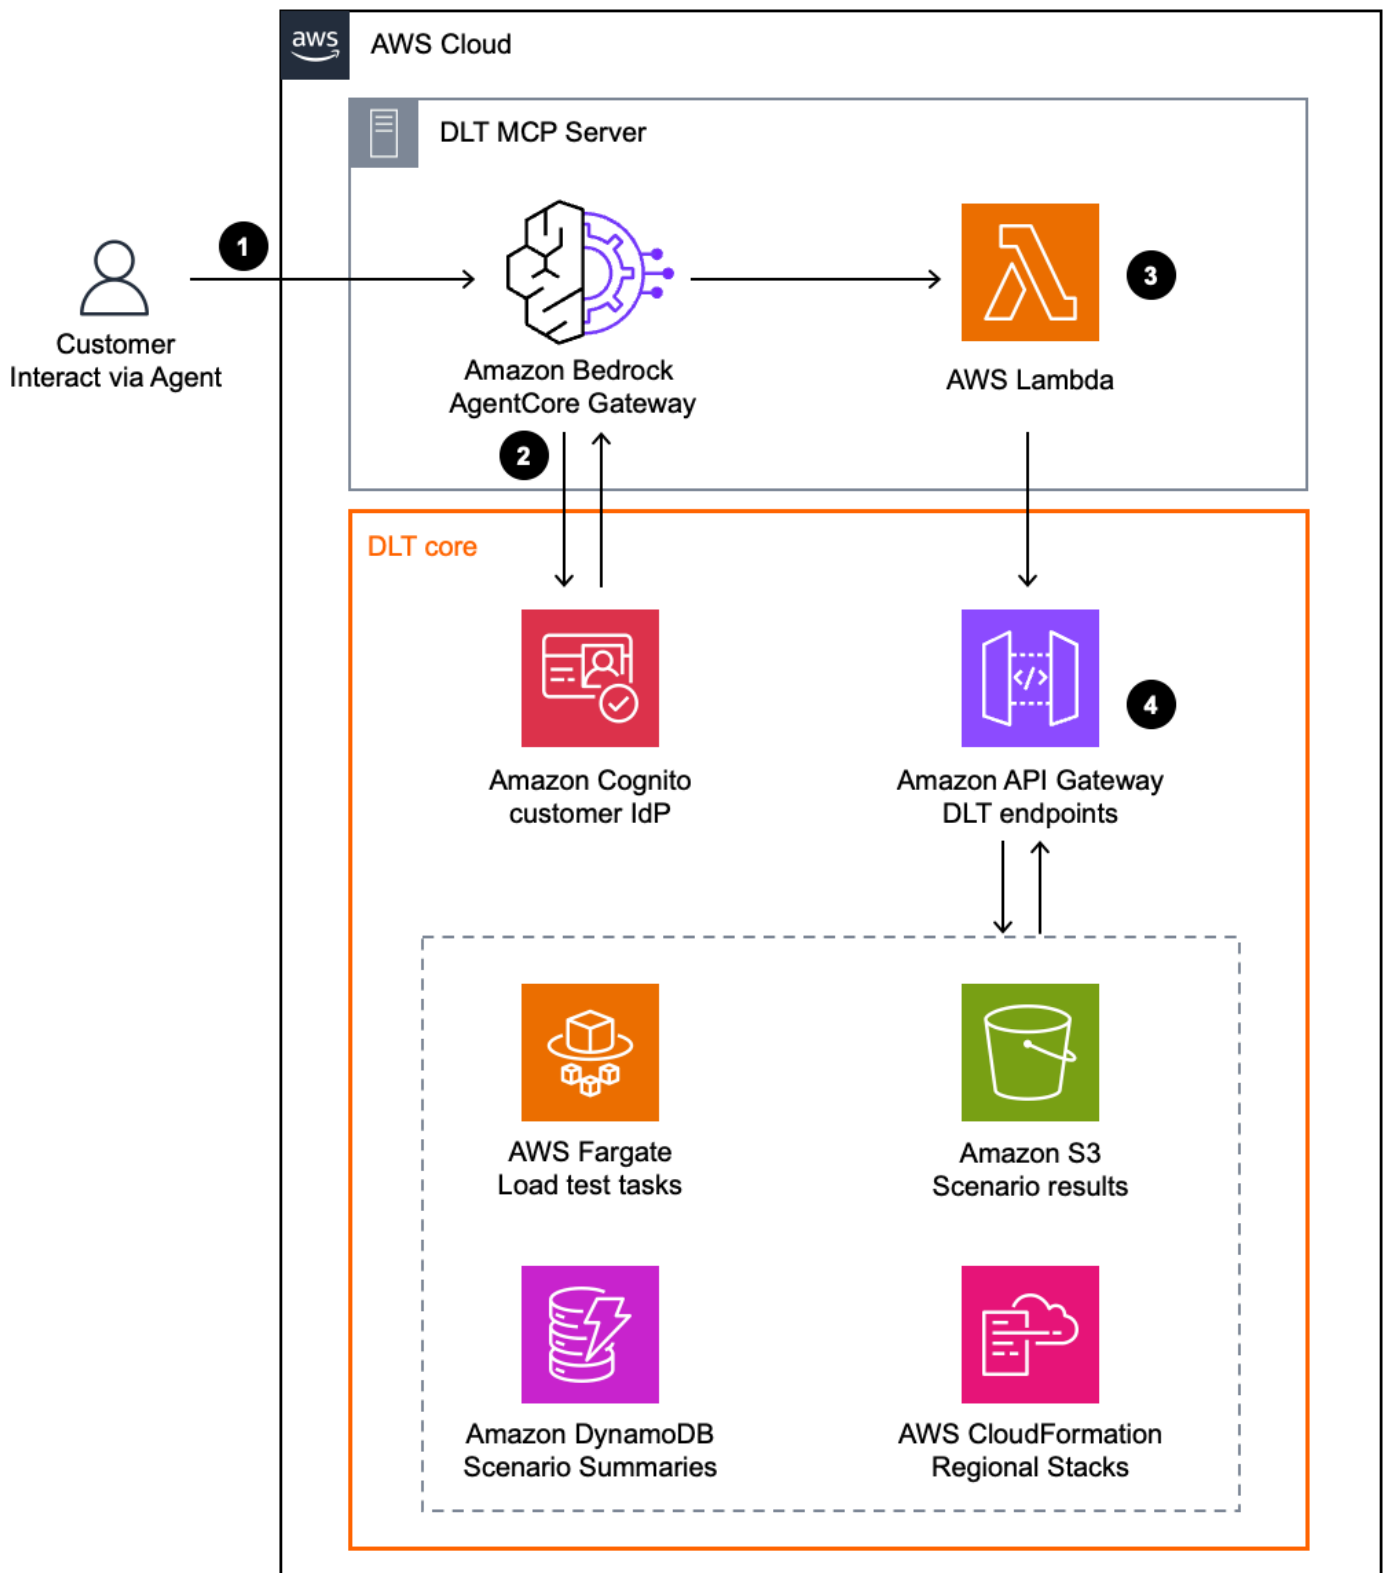 aws
AWS Cloud
DLT MCP Server
1
3
Customer
Interact via Agent
Amazon Bedrock
AgentCore Gateway
AWS Lambda
2
DLT core
</>
4
Amazon Cognito
customer IdP
Amazon API Gateway
DLT endpoints
AWS Fargate
Load test tasks
Amazon S3
Scenario results
Amazon DynamoDB
Scenario Summaries
AWS CloudFormation
Regional Stacks